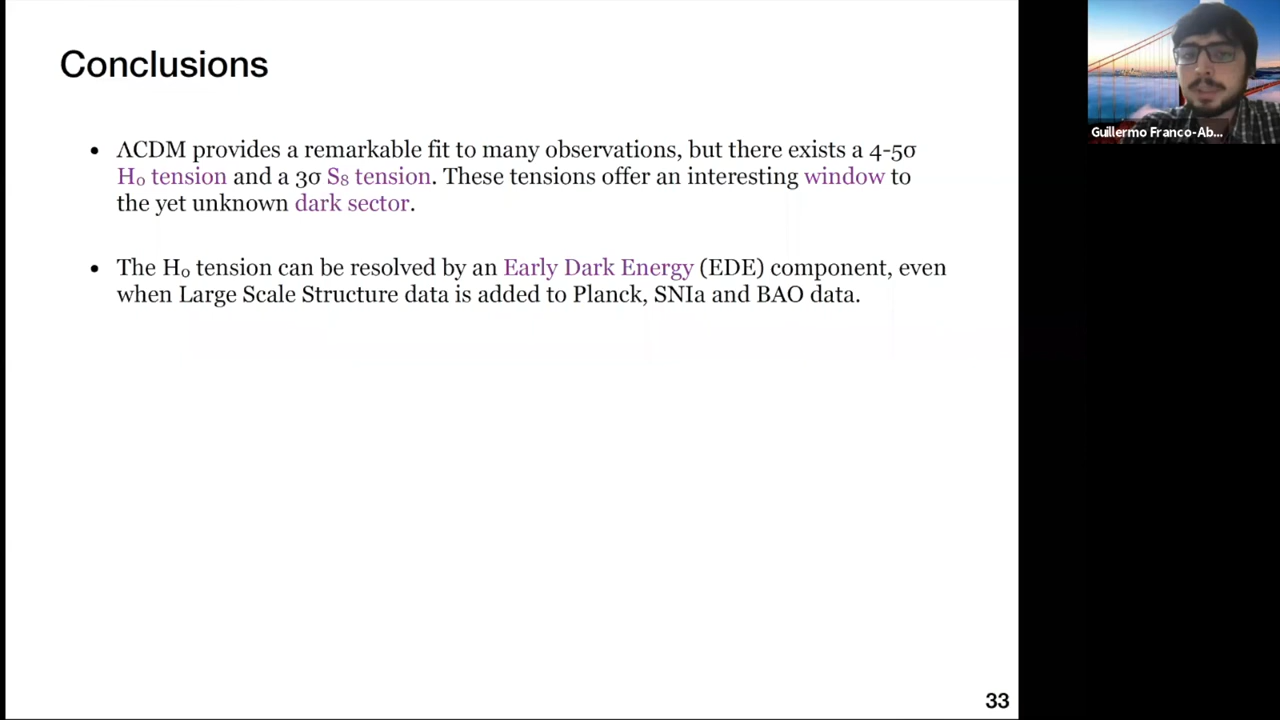 Conclusions
• ΛCDM provides a remarkable fit to many observations, but there exists a 4-5σ
H₀ tension and a 3σ S₈ tension. These tensions offer an interesting window to
the yet unknown dark sector.
• The H₀ tension can be resolved by an Early Dark Energy (EDE) component, even
when Large Scale Structure data is added to Planck, SNIa and BAO data.
33
Guillermo Franco-Ab...